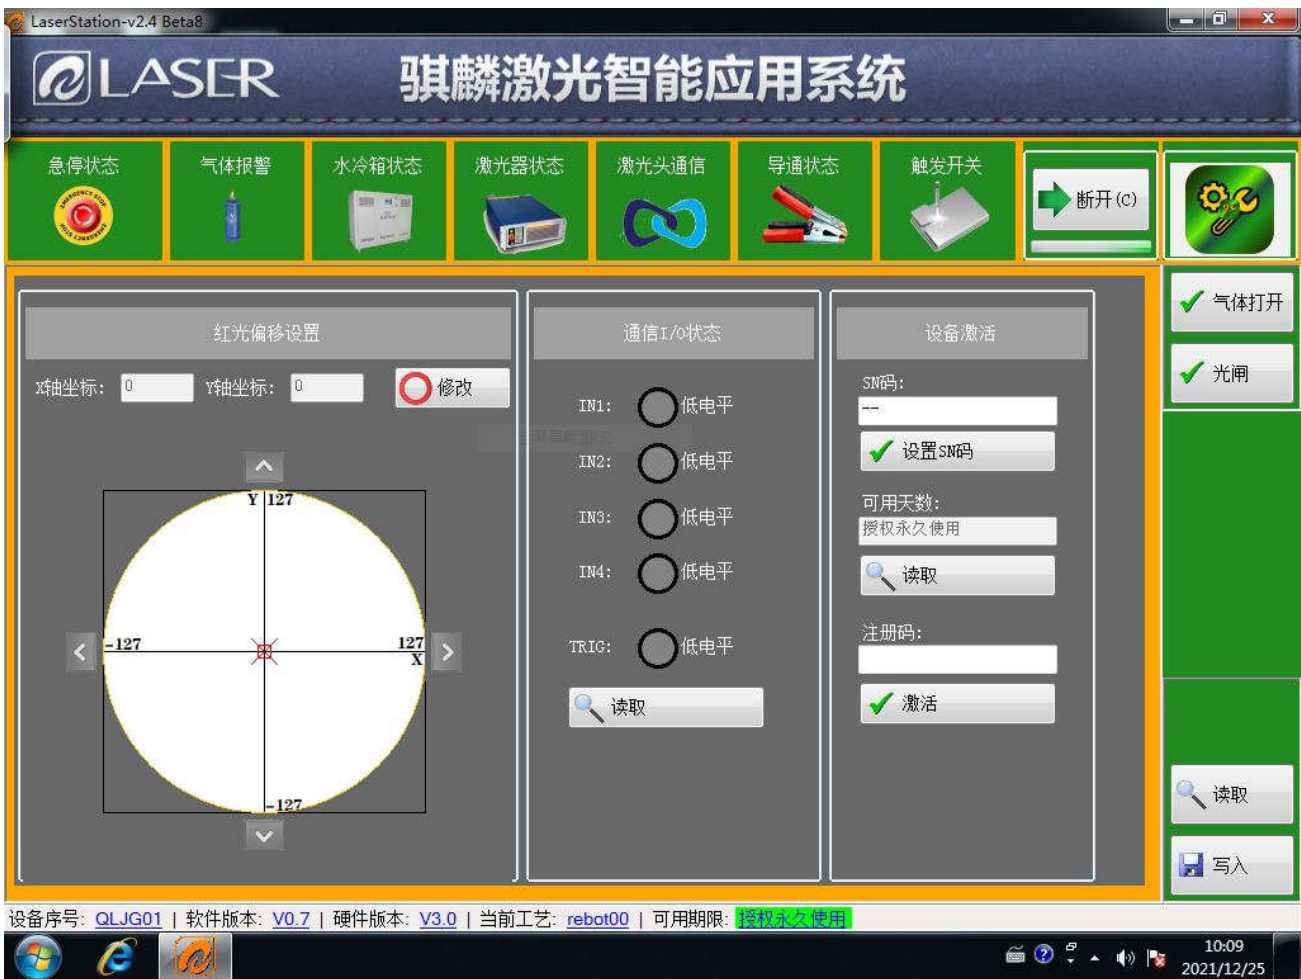 LaserStation-v2.4 Beta8
LASER 骐麟激光智能应用系统
急停状态 气体报警 水冷箱状态 激光器状态 激光头通信 导通状态 触发开关
EMERGENCY STOP
断开(C)
气体打开
光闸
红光偏移设置
X轴坐标: 0 Y轴坐标: 0 修改
Y 127
-127
127
X
-127
通信I/O状态
IN1: 低电平
IN2: 低电平
IN3: 低电平
IN4: 低电平
TRIG: 低电平
读取
设备激活
SN码:
--
设置SN码
可用天数:
授权永久使用
读取
注册码:
激活
读取
写入
设备序号: QLJG01 | 软件版本: V0.7 | 硬件版本: V3.0 | 当前工艺: rebot00 | 可用期限: 授权永久使用
10:09
2021/12/25